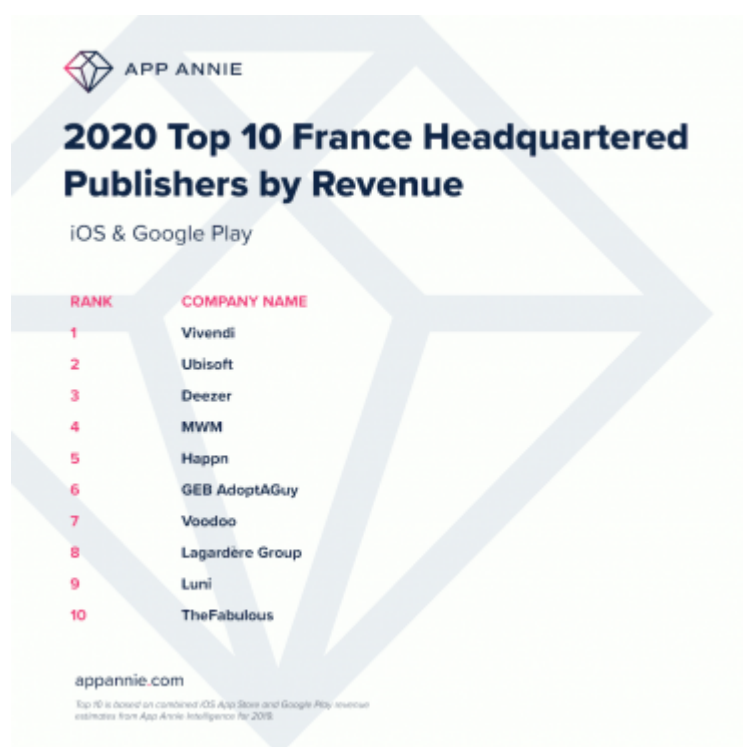 APP ANNIE
2020 Top 10 France Headquartered
Publishers by Revenue
iOS & Google Play
RANK COMPANY NAME
1 Vivendi
2 Ubisoft
3 Deezer
4 MWM
5 Happn
6 GEB AdoptAGuy
7 Voodoo
8 Lagardère Group
9 Luni
10 TheFabulous
appannie.com
Top 10 is based on combined iOS App Store and Google Play revenue
estimates from App Annie Intelligence for 2019.